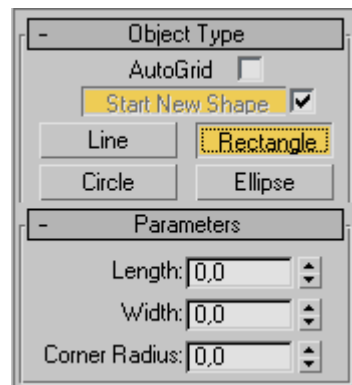 - Object Type
AutoGrid
Start New Shape
Line Rectangle
Circle Ellipse
- Parameters
Length: 0,0
Width: 0,0
Corner Radius: 0,0